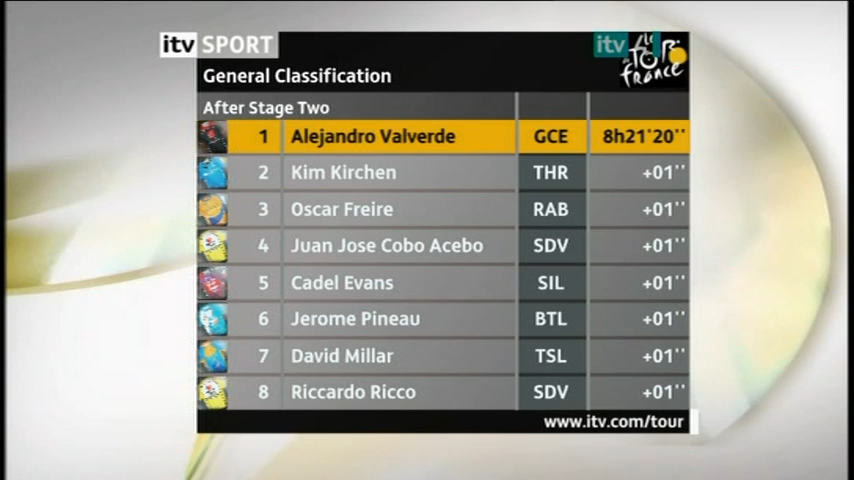 itv SPORT
itv1
le TOUR de france
General Classification
After Stage Two
1 Alejandro Valverde GCE 8h21'20''
2 Kim Kirchen THR +01''
3 Oscar Freire RAB +01''
4 Juan Jose Cobo Acebo SDV +01''
5 Cadel Evans SIL +01''
6 Jerome Pineau BTL +01''
7 David Millar TSL +01''
8 Riccardo Ricco SDV +01''
www.itv.com/tour